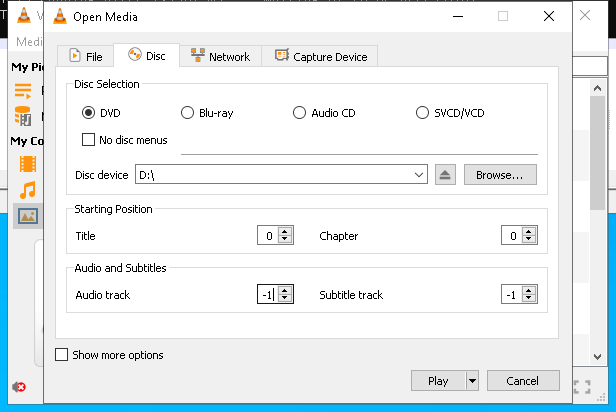 Open Media
Medi
File
Disc
Network
Capture Device
My Pi
Disc Selection
DVD
Blu-ray
Audio CD
SVCD/VCD
No disc menus
My Co
Disc device
D:\
Browse...
Starting Position
Title
0
Chapter
0
Audio and Subtitles
Audio track
-1
Subtitle track
-1
Show more options
Play
Cancel